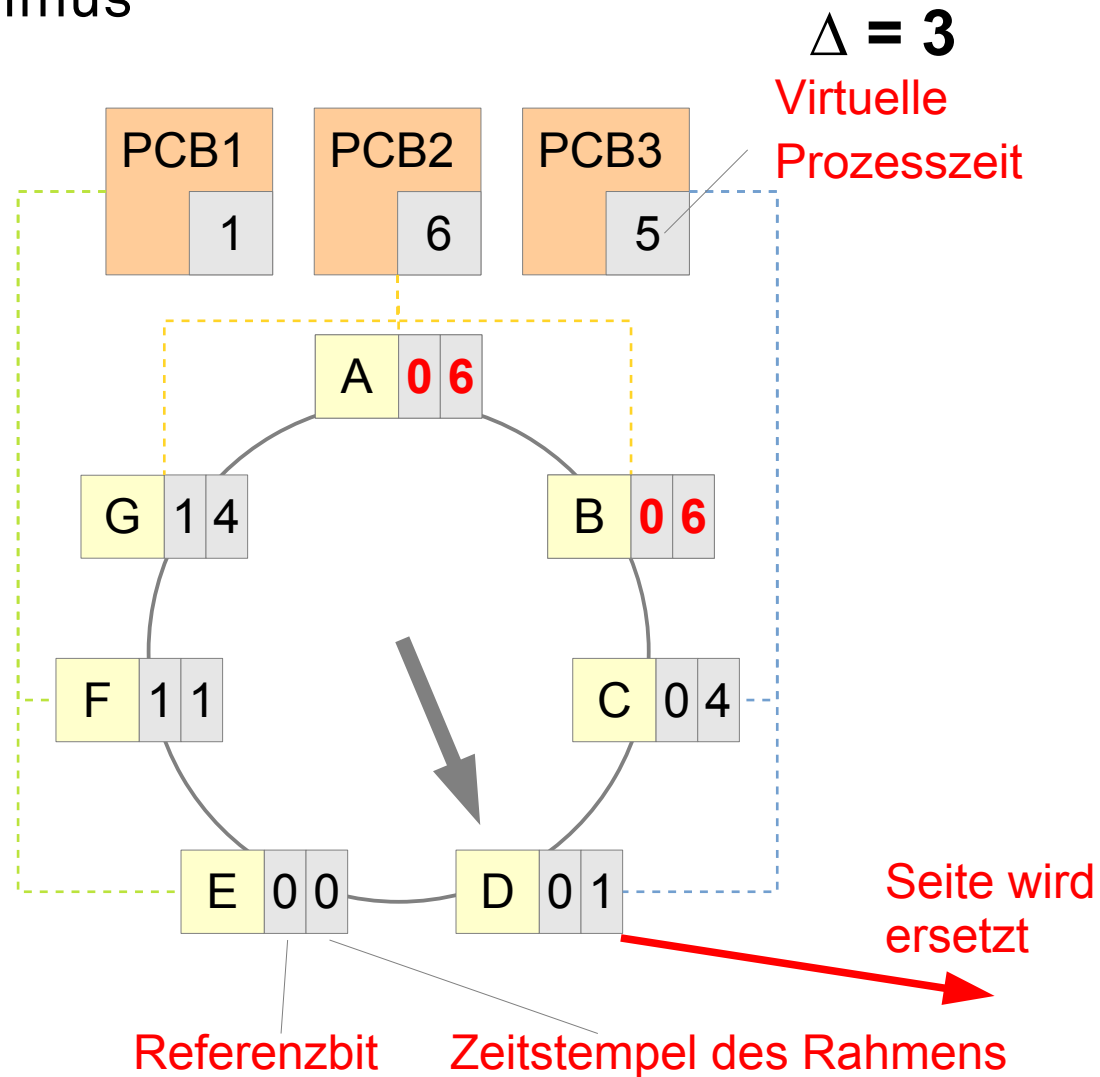 ∆ = 3
Virtuelle
Prozesszeit
PCB1 PCB2 PCB3
1 6 5
A 0 6
G 1 4 B 0 6
F 1 1 C 0 4
E 0 0 D 0 1
Seite wird
ersetzt
Referenzbit Zeitstempel des Rahmens